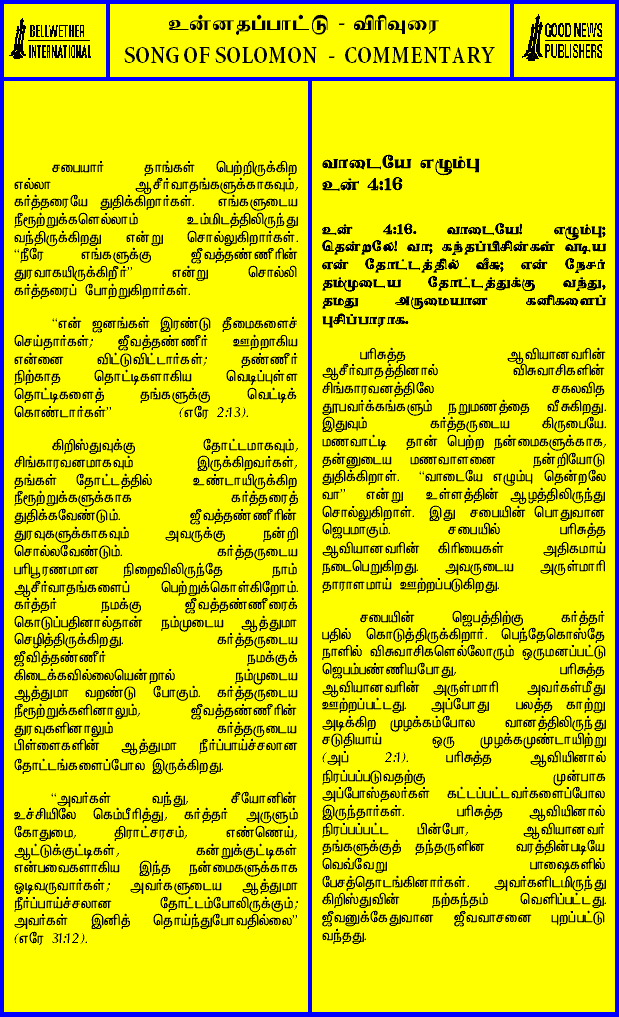 BELLWETHER
INTERNATIONAL
உன்னதப்பாட்டு - விரிவுரை
SONG OF SOLOMON - COMMENTARY
GOOD NEWS
PUBLISHERS
சபையார் தாங்கள் பெற்றிருக்கிற
எல்லா ஆசீர்வாதங்களுக்காகவும்,
கர்த்தரையே துதிக்கிறார்கள். எங்களுடைய
நீரூற்றுக்களெல்லாம் உம்மிடத்திலிருந்து
வந்திருக்கிறது என்று சொல்லுகிறார்கள்.
“நீரே எங்களுக்கு ஜீவத்தண்ணீரின்
துரவாகயிருக்கிறீர்” என்று சொல்லி
கர்த்தரைப் போற்றுகிறார்கள்.
“என் ஜனங்கள் இரண்டு தீமைகளைச்
செய்தார்கள்; ஜீவத்தண்ணீர் ஊற்றாகிய
என்னை விட்டுவிட்டார்கள்; தண்ணீர்
நிற்காத தொட்டிகளாகிய வெடிப்புள்ள
தொட்டிகளைத் தங்களுக்கு வெட்டிக்
கொண்டார்கள்” (எரே 2:13).
கிறிஸ்துவுக்கு தோட்டமாகவும்,
சிங்காரவனமாகவும் இருக்கிறவர்கள்,
தங்கள் தோட்டத்தில் உண்டாயிருக்கிற
நீரூற்றுக்களுக்காக கர்த்தரைத்
துதிக்கவேண்டும். ஜீவத்தண்ணீரின்
துரவுகளுக்காகவும் அவருக்கு நன்றி
சொல்லவேண்டும். கர்த்தருடைய
பரிபூரணமான நிறைவிலிருந்தே நாம்
ஆசீர்வாதங்களைப் பெற்றுக்கொள்கிறோம்.
கர்த்தர் நமக்கு ஜீவத்தண்ணீரைக்
கொடுப்பதினால்தான் நம்முடைய ஆத்துமா
செழித்திருக்கிறது. கர்த்தருடைய
ஜீவித்தண்ணீர் நமக்குக்
கிடைக்கவில்லையென்றால் நம்முடைய
ஆத்துமா வறண்டு போகும். கர்த்தருடைய
நீரூற்றுக்களினாலும், ஜீவத்தண்ணீரின்
துரவுகளினாலும் கர்த்தருடைய
பிள்ளைகளின் ஆத்துமா நீர்ப்பாய்ச்சலான
தோட்டங்களைப்போல இருக்கிறது.
“அவர்கள் வந்து, சீயோனின்
உச்சியிலே கெம்பீரித்து, கர்த்தர் அருளும்
கோதுமை, திராட்சரசம், எண்ணெய்,
ஆட்டுக்குட்டிகள், கன்றுக்குட்டிகள்
என்பவைகளாகிய இந்த நன்மைகளுக்காக
ஓடிவருவார்கள்; அவர்களுடைய ஆத்துமா
நீர்ப்பாய்ச்சலான தோட்டம்போலிருக்கும்;
அவர்கள் இனித் தொய்ந்துபோவதில்லை”
(எரே 31:12).
வாடையே எழும்பு
உன் 4:16
உன் 4:16. வாடையே! எழும்பு;
தென்றலே! வா; கந்தப்பிசின்கள் வடிய
என் தோட்டத்தில் வீசு; என் நேசர்
தம்முடைய தோட்டத்துக்கு வந்து,
தமது அருமையான கனிகளைப்
புசிப்பாராக.
பரிசுத்த ஆவியானவரின்
ஆசீர்வாதத்தினால் விசுவாசிகளின்
சிங்காரவனத்திலே சகலவித
தூபவர்க்கங்களும் நறுமணத்தை வீசுகிறது.
இதுவும் கர்த்தருடைய கிருபையே.
மணவாட்டி தான் பெற்ற நன்மைகளுக்காக,
தன்னுடைய மணவாளனை நன்றியோடு
துதிக்கிறாள். “வாடையே எழும்பு தென்றலே
வா” என்று உள்ளத்தின் ஆழத்திலிருந்து
சொல்லுகிறாள். இது சபையின் பொதுவான
ஜெபமாகும். சபையில் பரிசுத்த
ஆவியானவரின் கிரியைகள் அதிகமாய்
நடைபெறுகிறது. அவருடைய அருள்மாரி
தாராளமாய் ஊற்றப்படுகிறது.
சபையின் ஜெபத்திற்கு கர்த்தர்
பதில் கொடுத்திருக்கிறார். பெந்தேகொஸ்தே
நாளில் விசுவாசிகளெல்லோரும் ஒருமனப்பட்டு
ஜெபம்பண்ணியபோது, பரிசுத்த
ஆவியானவரின் அருள்மாரி அவர்கள்மீது
ஊற்றப்பட்டது. அப்போது பலத்த காற்று
அடிக்கிற முழக்கம்போல வானத்திலிருந்து
சடுதியாய் ஒரு முழக்கமுண்டாயிற்று
(அப் 2:1). பரிசுத்த ஆவியினால்
நிரப்பப்படுவதற்கு முன்பாக
அப்போஸ்தலர்கள் கட்டப்பட்டவர்களைப்போல
இருந்தார்கள். பரிசுத்த ஆவியினால்
நிரப்பப்பட்ட பின்போ, ஆவியானவர்
தங்களுக்குத் தந்தருளின வரத்தின்படியே
வெவ்வேறு பாஷைகளில்
பேசத்தொடங்கினார்கள். அவர்களிடமிருந்து
கிறிஸ்துவின் நற்கந்தம் வெளிப்பட்டது.
ஜீவனுக்கேதுவான ஜீவவாசனை புறப்பட்டு
வந்தது.